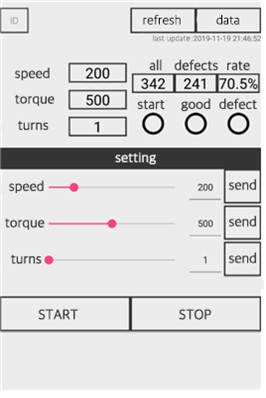 ID refresh data
last update :2019-11-19 21:46:52
all defects rate
speed 200 342 241 70.5%
torque 500 start good defect
turns 1
setting
speed 200 send
torque 500 send
turns 1 send
START STOP